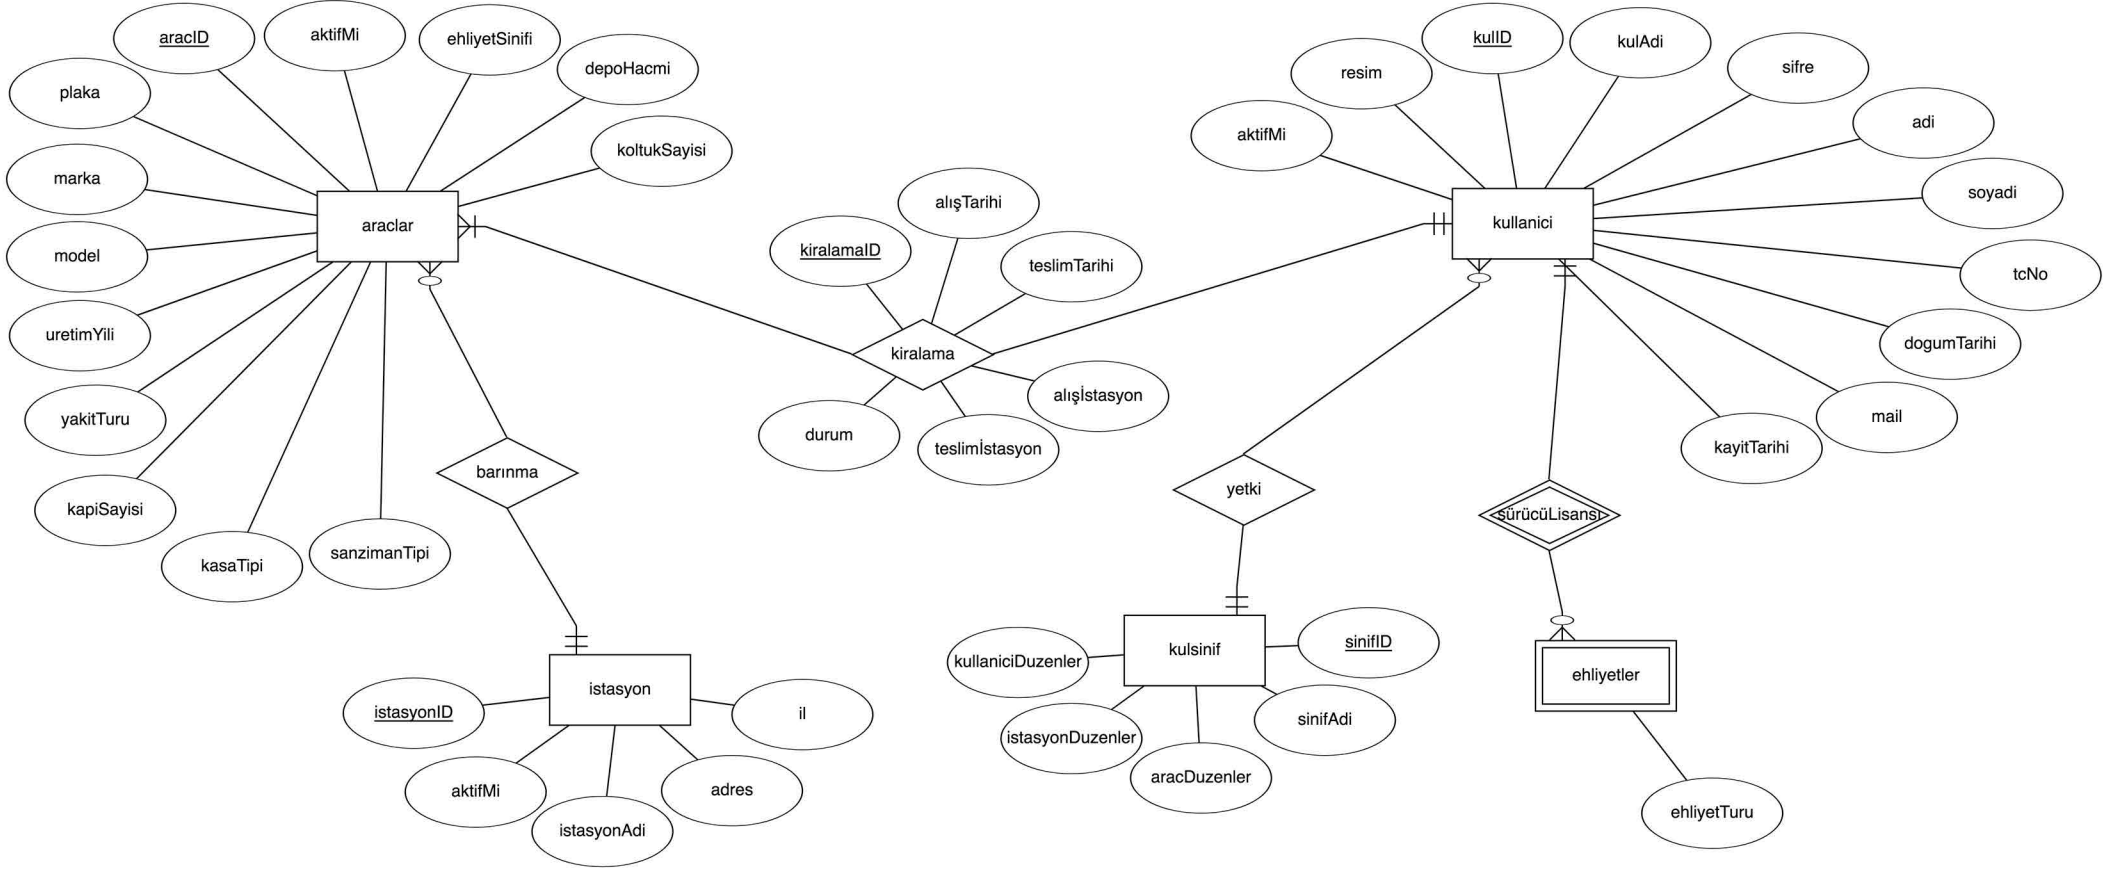 aracID
aktifMi
ehliyetSinifi
depoHacmi
plaka
koltukSayisi
marka
araclar
model
uretimYili
yakitTuru
kapiSayisi
kasaTipi
sanzimanTipi
barınma
istasyon
istasyonID
il
aktifMi
adres
istasyonAdi
kiralamaID
alışTarihi
teslimTarihi
kiralama
alışİstasyon
durum
teslimİstasyon
kulID
kulAdi
resim
sifre
aktifMi
adi
soyadi
kullanici
tcNo
dogumTarihi
mail
kayitTarihi
yetki
sürücüLisansı
kulsinif
sinifID
kullaniciDuzenler
sinifAdi
istasyonDuzenler
aracDuzenler
ehliyetler
ehliyetTuru